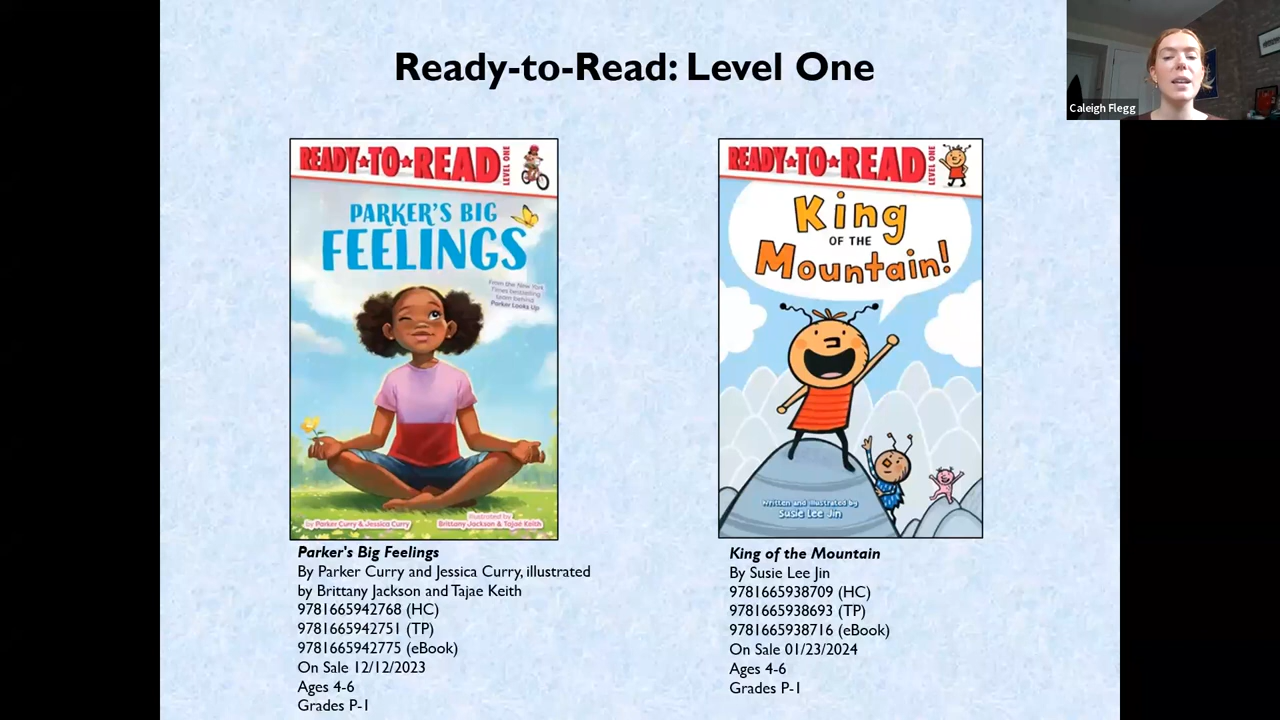 Ready-to-Read: Level One
Caleigh Flegg
READY★TO★READ
LEVEL ONE
PARKER'S BIG
FEELINGS
From the New York
Times bestselling
team behind
Parker Looks Up
by Parker Curry & Jessica Curry
illustrated by
Brittany Jackson & Tajaé Keith
Parker's Big Feelings
By Parker Curry and Jessica Curry, illustrated
by Brittany Jackson and Tajae Keith
9781665942768 (HC)
9781665942751 (TP)
9781665942775 (eBook)
On Sale 12/12/2023
Ages 4-6
Grades P-1
READY★TO★READ
LEVEL ONE
King
OF THE
Mountain!
Written and illustrated by
Susie Lee Jin
King of the Mountain
By Susie Lee Jin
9781665938709 (HC)
9781665938693 (TP)
9781665938716 (eBook)
On Sale 01/23/2024
Ages 4-6
Grades P-1